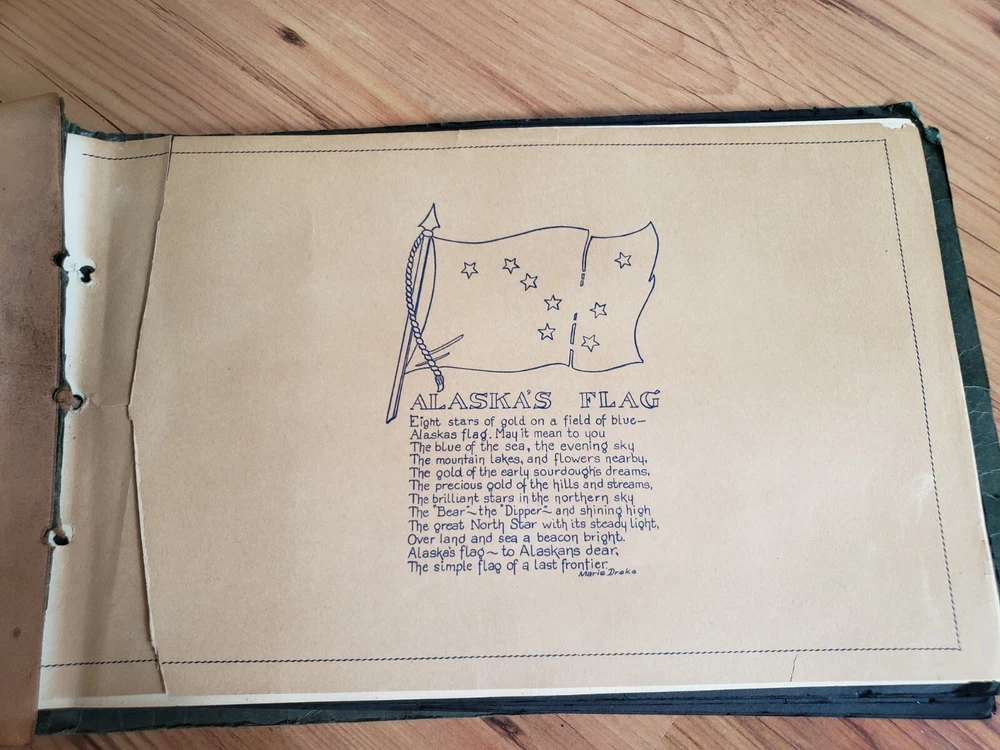 ALASKA'S FLAG
Eight stars of gold on a field of blue—
Alaskas flag. May it mean to you
The blue of the sea, the evening sky
The mountain lakes, and flowers nearby,
The gold of the early sourdough's dreams,
The precious gold of the hills and streams,
The brilliant stars in the northern sky
The "Bear"~the "Dipper"~ and shining high
The great North Star with its steady light,
Over land and sea a beacon bright.
Alaska's flag~ to Alaskans dear,
The simple flag of a last frontier.
Marie Drake